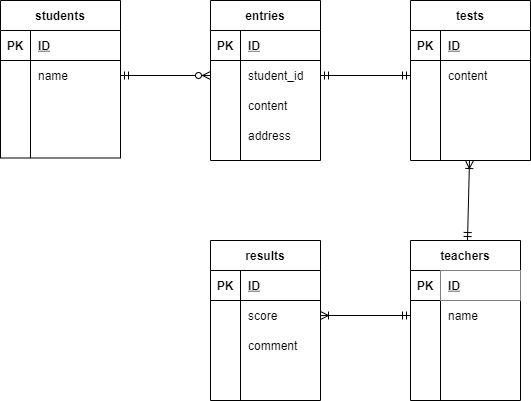 students
PK ID
name
entries
PK ID
student_id
content
address
tests
PK ID
content
results
PK ID
score
comment
teachers
PK ID
name